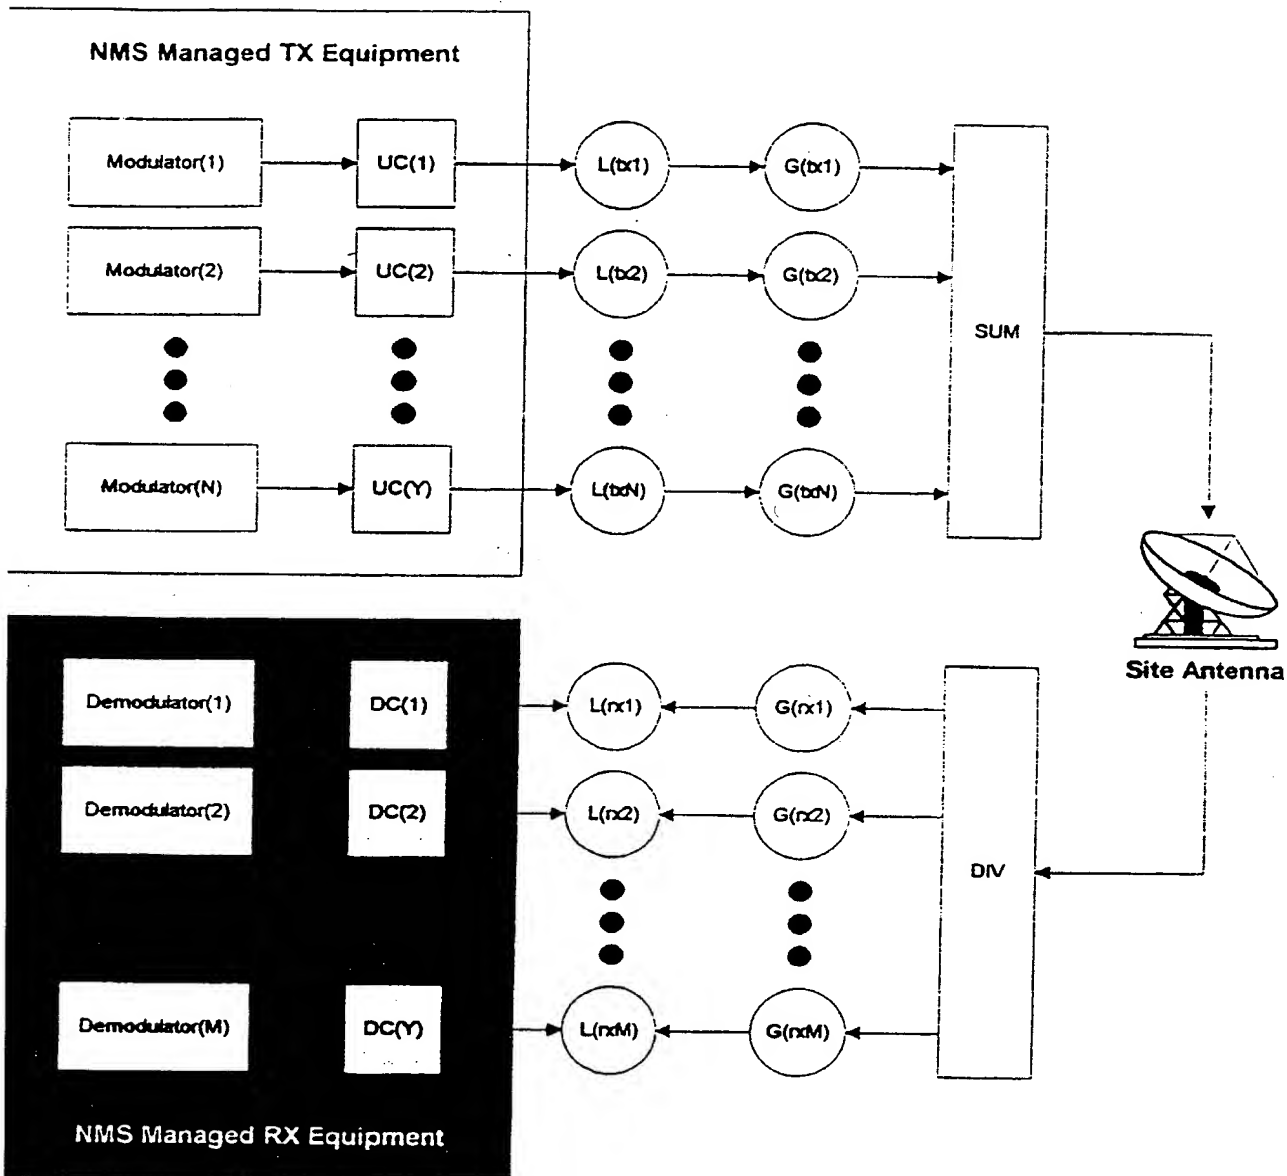 NMS Managed TX Equipment
Modulator(1) UC(1) L(tx1) G(tx1)
Modulator(2) UC(2) L(tx2) G(tx2)
SUM
Modulator(N) UC(Y) L(txN) G(txN)
Site Antenna
Demodulator(1) DC(1) L(rx1) G(rx1)
Demodulator(2) DC(2) L(rx2) G(rx2)
DIV
Demodulator(M) DC(Y) L(rxM) G(rxM)
NMS Managed RX Equipment